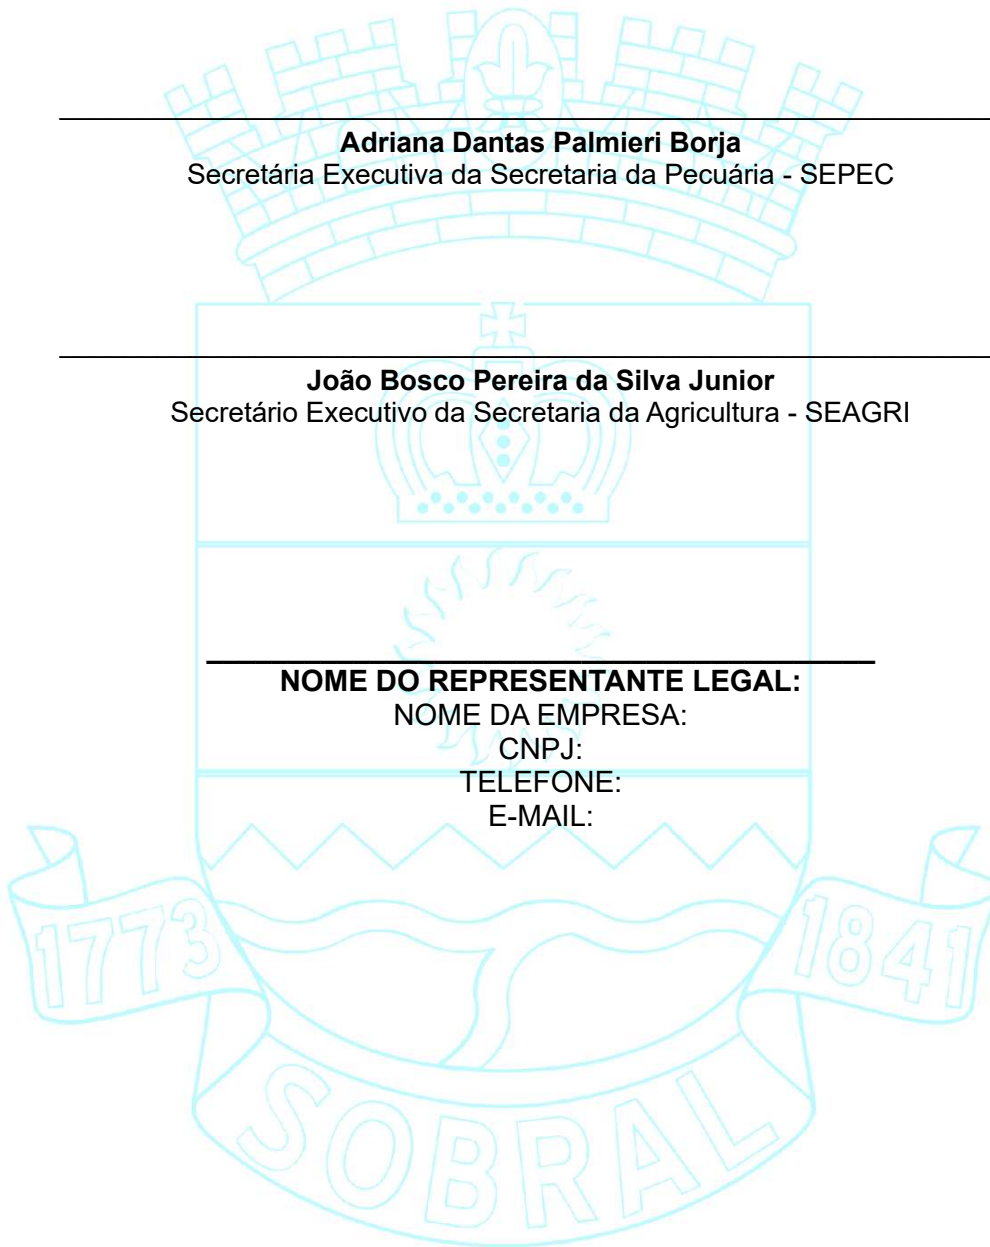 Adriana Dantas Palmieri Borja
Secretária Executiva da Secretaria da Pecuária - SEPEC
João Bosco Pereira da Silva Junior
Secretário Executivo da Secretaria da Agricultura - SEAGRI
NOME DO REPRESENTANTE LEGAL:
NOME DA EMPRESA:
CNPJ:
TELEFONE:
E-MAIL:
1773
1841
SOBRAL